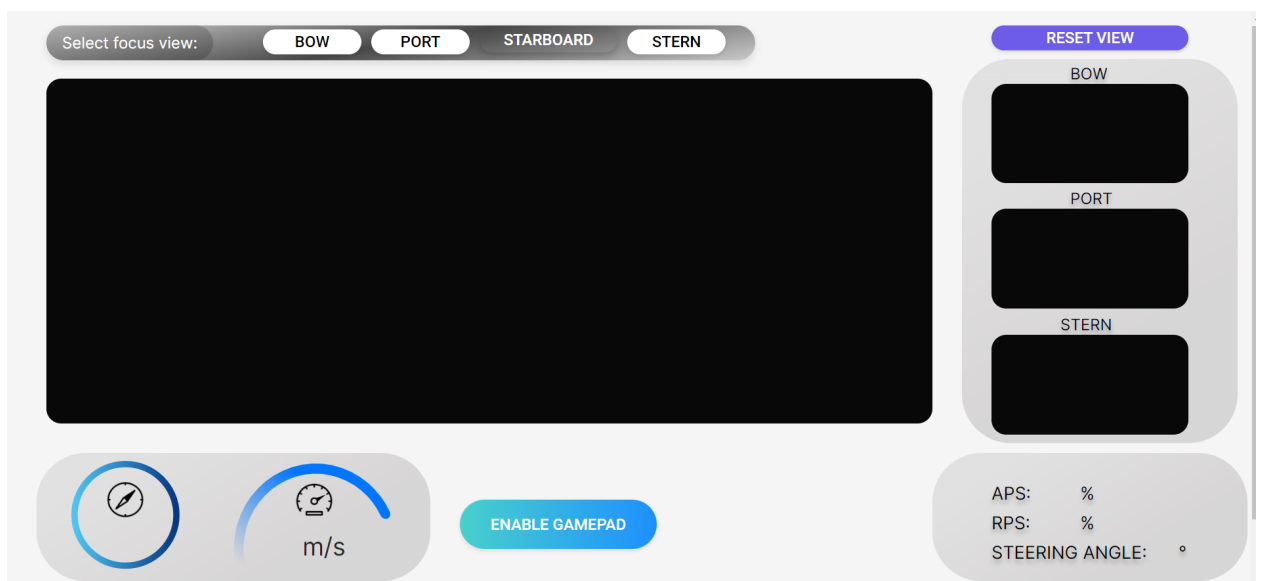 Select focus view: BOW PORT STARBOARD STERN
RESET VIEW
BOW
PORT
STERN
m/s
ENABLE GAMEPAD
APS: %
RPS: %
STEERING ANGLE: °